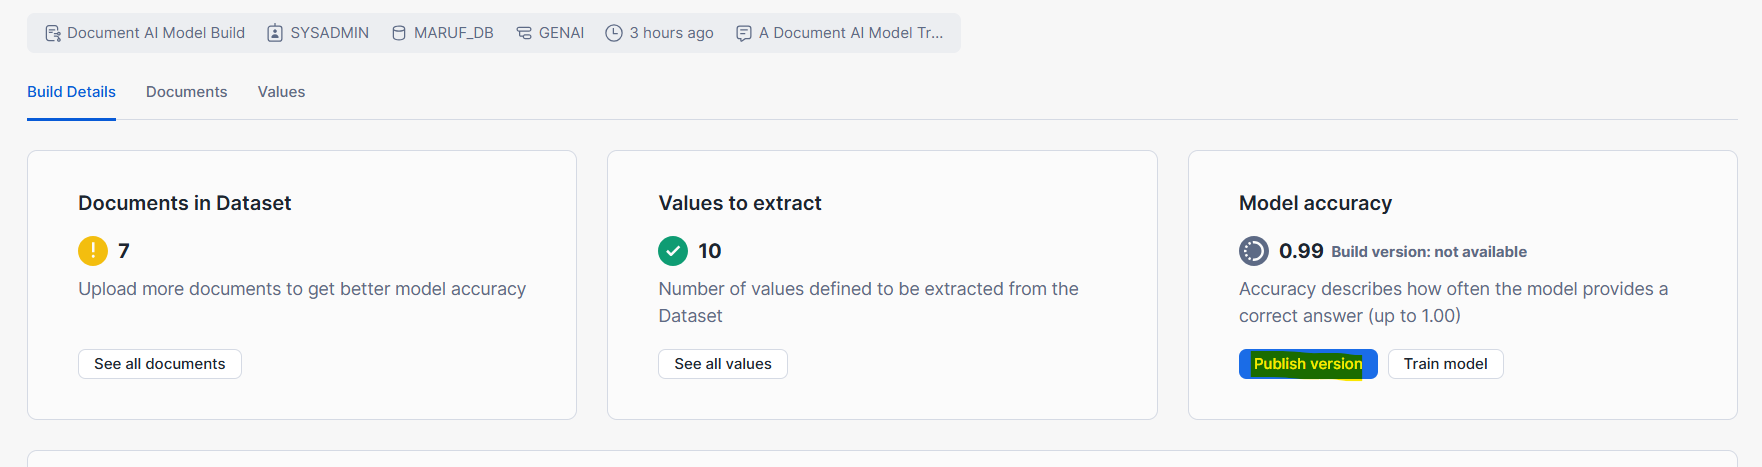 Document AI Model Build SYSADMIN MARUF_DB GENAI 3 hours ago A Document AI Model Tr...
Build Details Documents Values
Documents in Dataset
7
Upload more documents to get better model accuracy
See all documents
Values to extract
10
Number of values defined to be extracted from the
Dataset
See all values
Model accuracy
0.99 Build version: not available
Accuracy describes how often the model provides a
correct answer (up to 1.00)
Publish version Train model